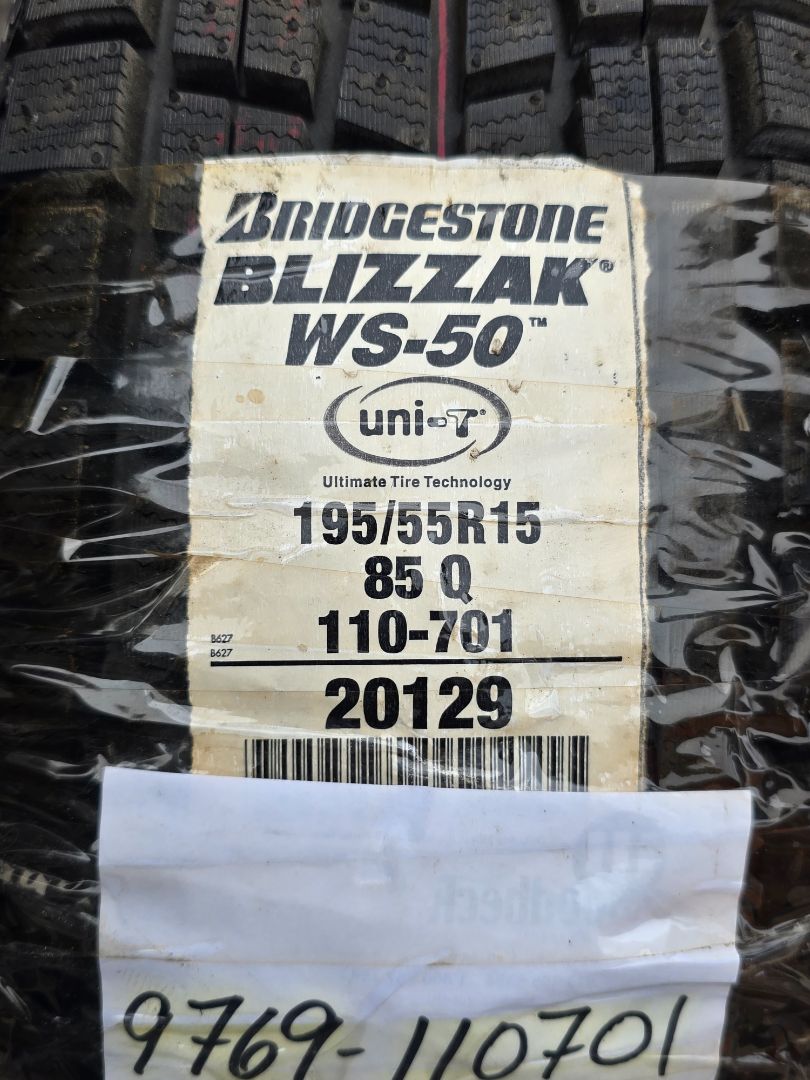 BRIDGESTONE
BLIZZAK®
WS-50™
uni-T®
Ultimate Tire Technology
195/55R15
85 Q
110-701
B627
B627
20129
9769-110701